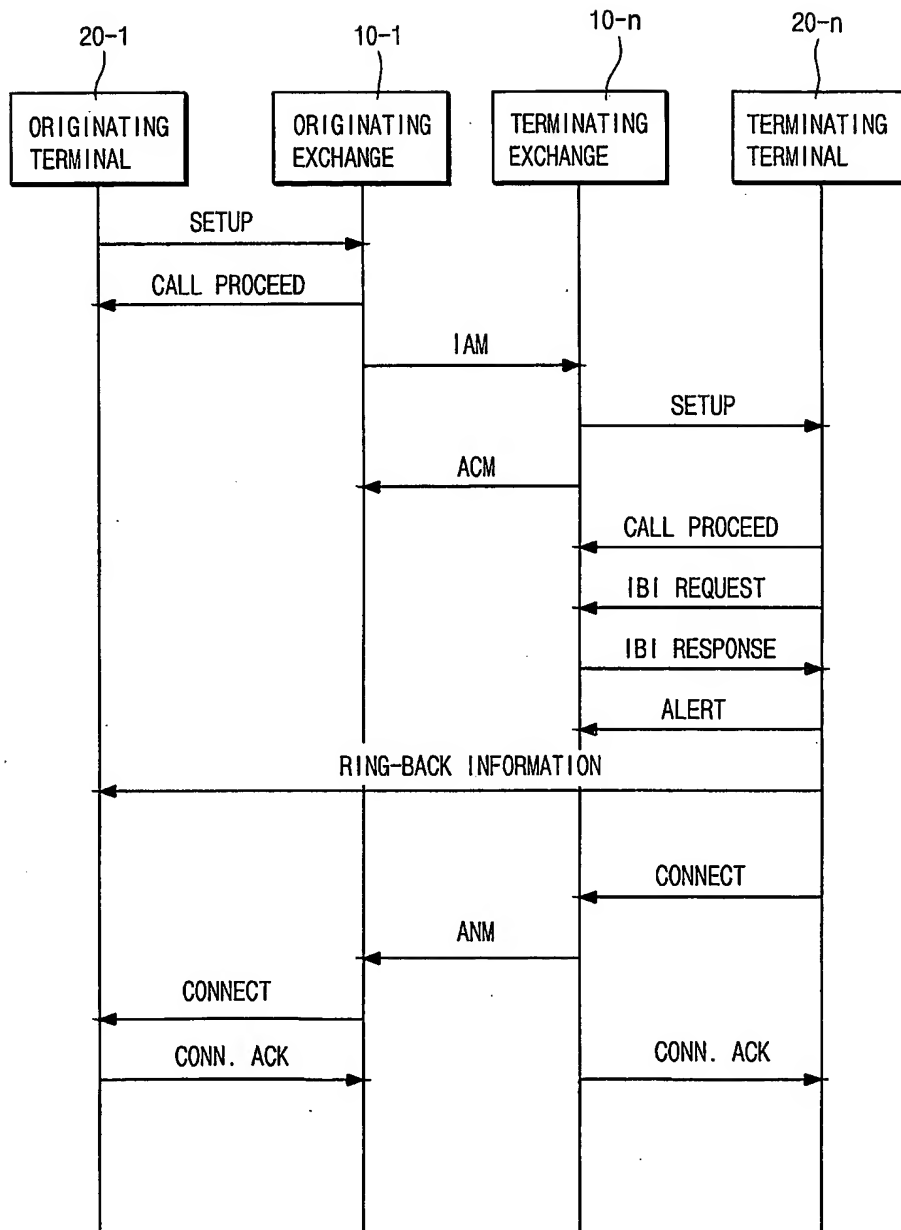 20-1
10-1
10-n
20-n
ORIGINATING
TERMINAL
ORIGINATING
EXCHANGE
TERMINATING
EXCHANGE
TERMINATING
TERMINAL
SETUP
CALL PROCEED
IAM
SETUP
ACM
CALL PROCEED
IBI REQUEST
IBI RESPONSE
ALERT
RING-BACK INFORMATION
CONNECT
ANM
CONNECT
CONN. ACK
CONN. ACK